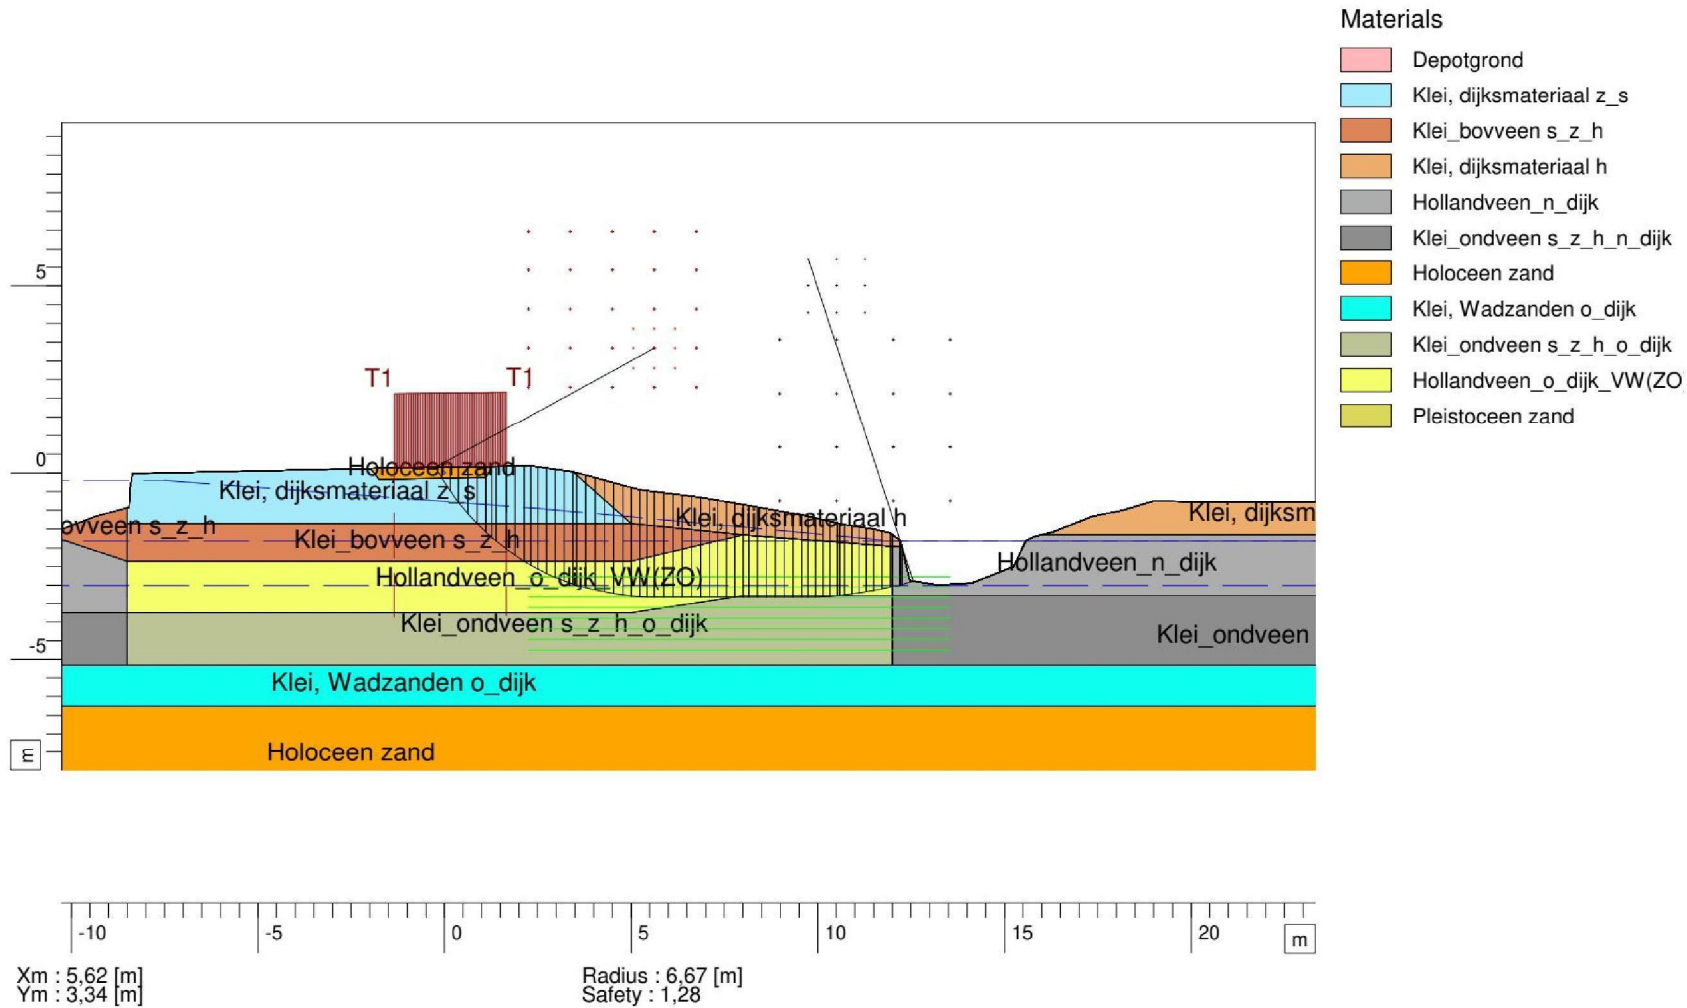 Materials
Depotgrond
Klei, dijksmateriaal z_s
Klei_bovveen s_z_h
Klei, dijksmateriaal h
Hollandveen_n_dijk
Klei_ondveen s_z_h_n_dijk
Holoceen zand
Klei, Wadzanden o_dijk
Klei_ondveen s_z_h_o_dijk
Hollandveen_o_dijk_VW(ZO
Pleistoceen zand
5
T1 T1
0
Holoceen zand
Klei, dijksmateriaal z_s
Klei, dijksmateriaal h
Klei, dijksm
ovveen s_z_h
Klei_bovveen s_z_h
Hollandveen_n_dijk
Hollandveen_o_dijk_VW(ZO)
Klei_ondveen s_z_h_o_dijk
Klei_ondveen
-5
Klei, Wadzanden o_dijk
Holoceen zand
m
-10 -5 0 5 10 15 20 m
Xm : 5,62 [m] Radius : 6,67 [m]
Ym : 3,34 [m] Safety : 1,28